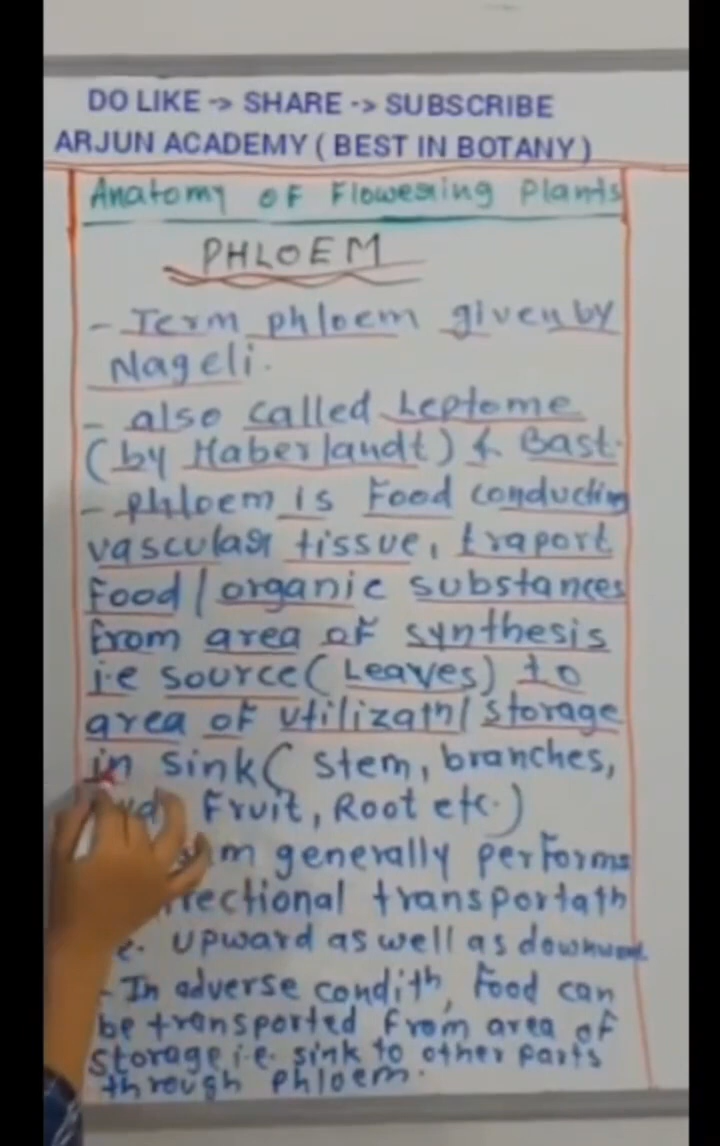 DO LIKE -> SHARE -> SUBSCRIBE
ARJUN ACADEMY ( BEST IN BOTANY )
Anatomy of Flowering Plants
PHLOEM
- Term phloem given by
Nageli.
- also called Leptome
(by Haberlandt) & Bast.
- phloem is Food conducting
vascular tissue, traport
food / organic substances
from area of synthesis
i.e source ( Leaves) to
area of utilizatn / storage
in sink ( stem, branches,
Fruit, Root etc.)
generally performs
transportatn
e. upward as well as downward
- In adverse conditn, food can
be transported from area of
storage i.e. sink to other parts
through phloem.